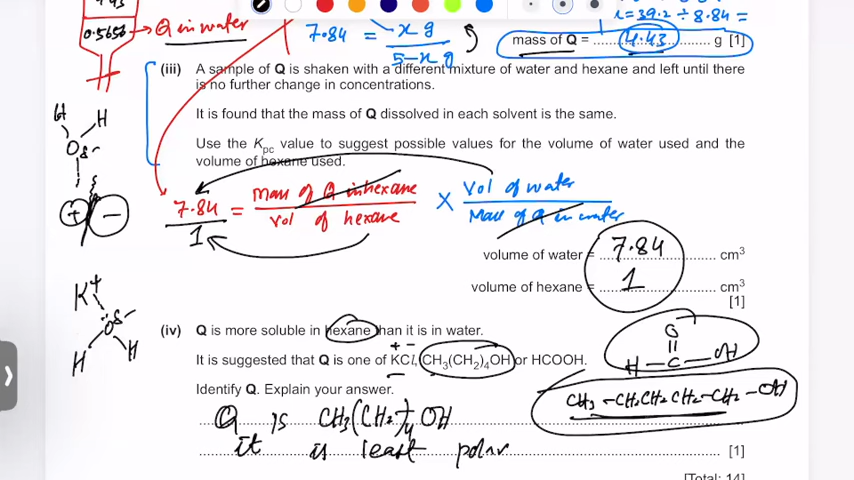 0.5656 → Q in water
7.84 = x g / 5-x g
x = 39.2 ÷ 8.84 =
mass of Q = ............ 4.43 ............ g [1]
(iii) A sample of Q is shaken with a different mixture of water and hexane and left until there
is no further change in concentrations.
It is found that the mass of Q dissolved in each solvent is the same.
Use the Kpc value to suggest possible values for the volume of water used and the
volume of hexane used.
H H
Oδ-
+ -
7.84 / 1 = Mass of Q in hexane / Vol of hexane × Vol of water / Mass of Q in water
volume of water = ............ 7.84 ............ cm³
volume of hexane = ............ 1 ............ cm³
[1]
K+
Oδ-
H H
(iv) Q is more soluble in hexane than it is in water.
+ -
It is suggested that Q is one of KCl, CH₃(CH₂)₄OH or HCOOH.
O
H-C-OH
Identify Q. Explain your answer.
CH₃-CH₂CH₂CH₂-CH₂-OH
Q is CH₃(CH₂)₄OH
it is least polar
[1]
[Total: 14]